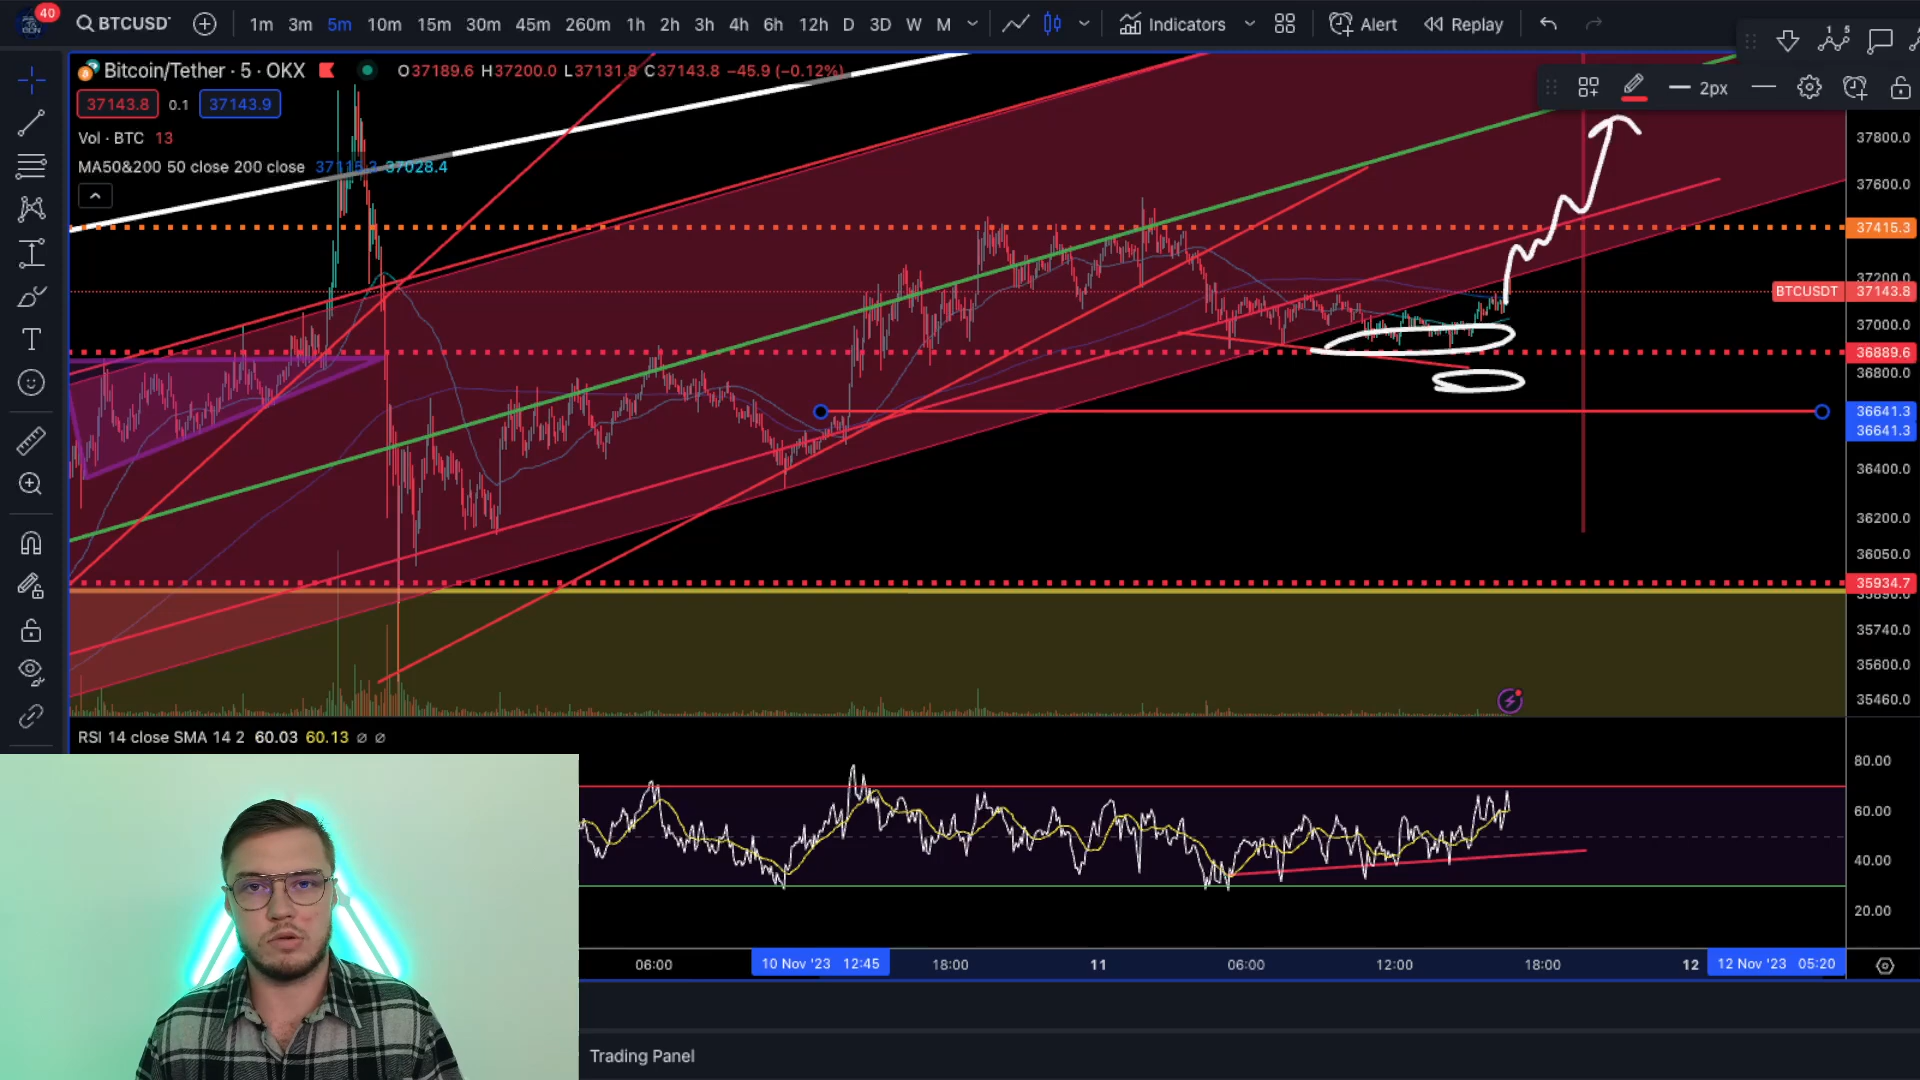 40
BTCUSDT
1m 3m 5m 10m 15m 30m 45m 260m 1h 2h 3h 4h 6h 12h D 3D W M
Indicators
Alert
Replay
Bitcoin/Tether · 5 · OKX
O37189.6 H37200.0 L37131.8 C37143.8 −45.9 (−0.12%)
2px
37143.8 0.1 37143.9
Vol · BTC 13
MA50&200 50 close 200 close 37028.4
37800.0
37600.0
37415.3
37200.0
BTCUSDT 37143.8
37000.0
36889.6
36800.0
36641.3
36641.3
36400.0
36200.0
36050.0
35934.7
35740.0
35600.0
35460.0
RSI 14 close SMA 14 2 60.03 60.13 ∅ ∅
80.00
60.00
40.00
20.00
06:00 10 Nov '23 12:45 18:00 11 06:00 12:00 18:00 12 12 Nov '23 05:20
Trading Panel